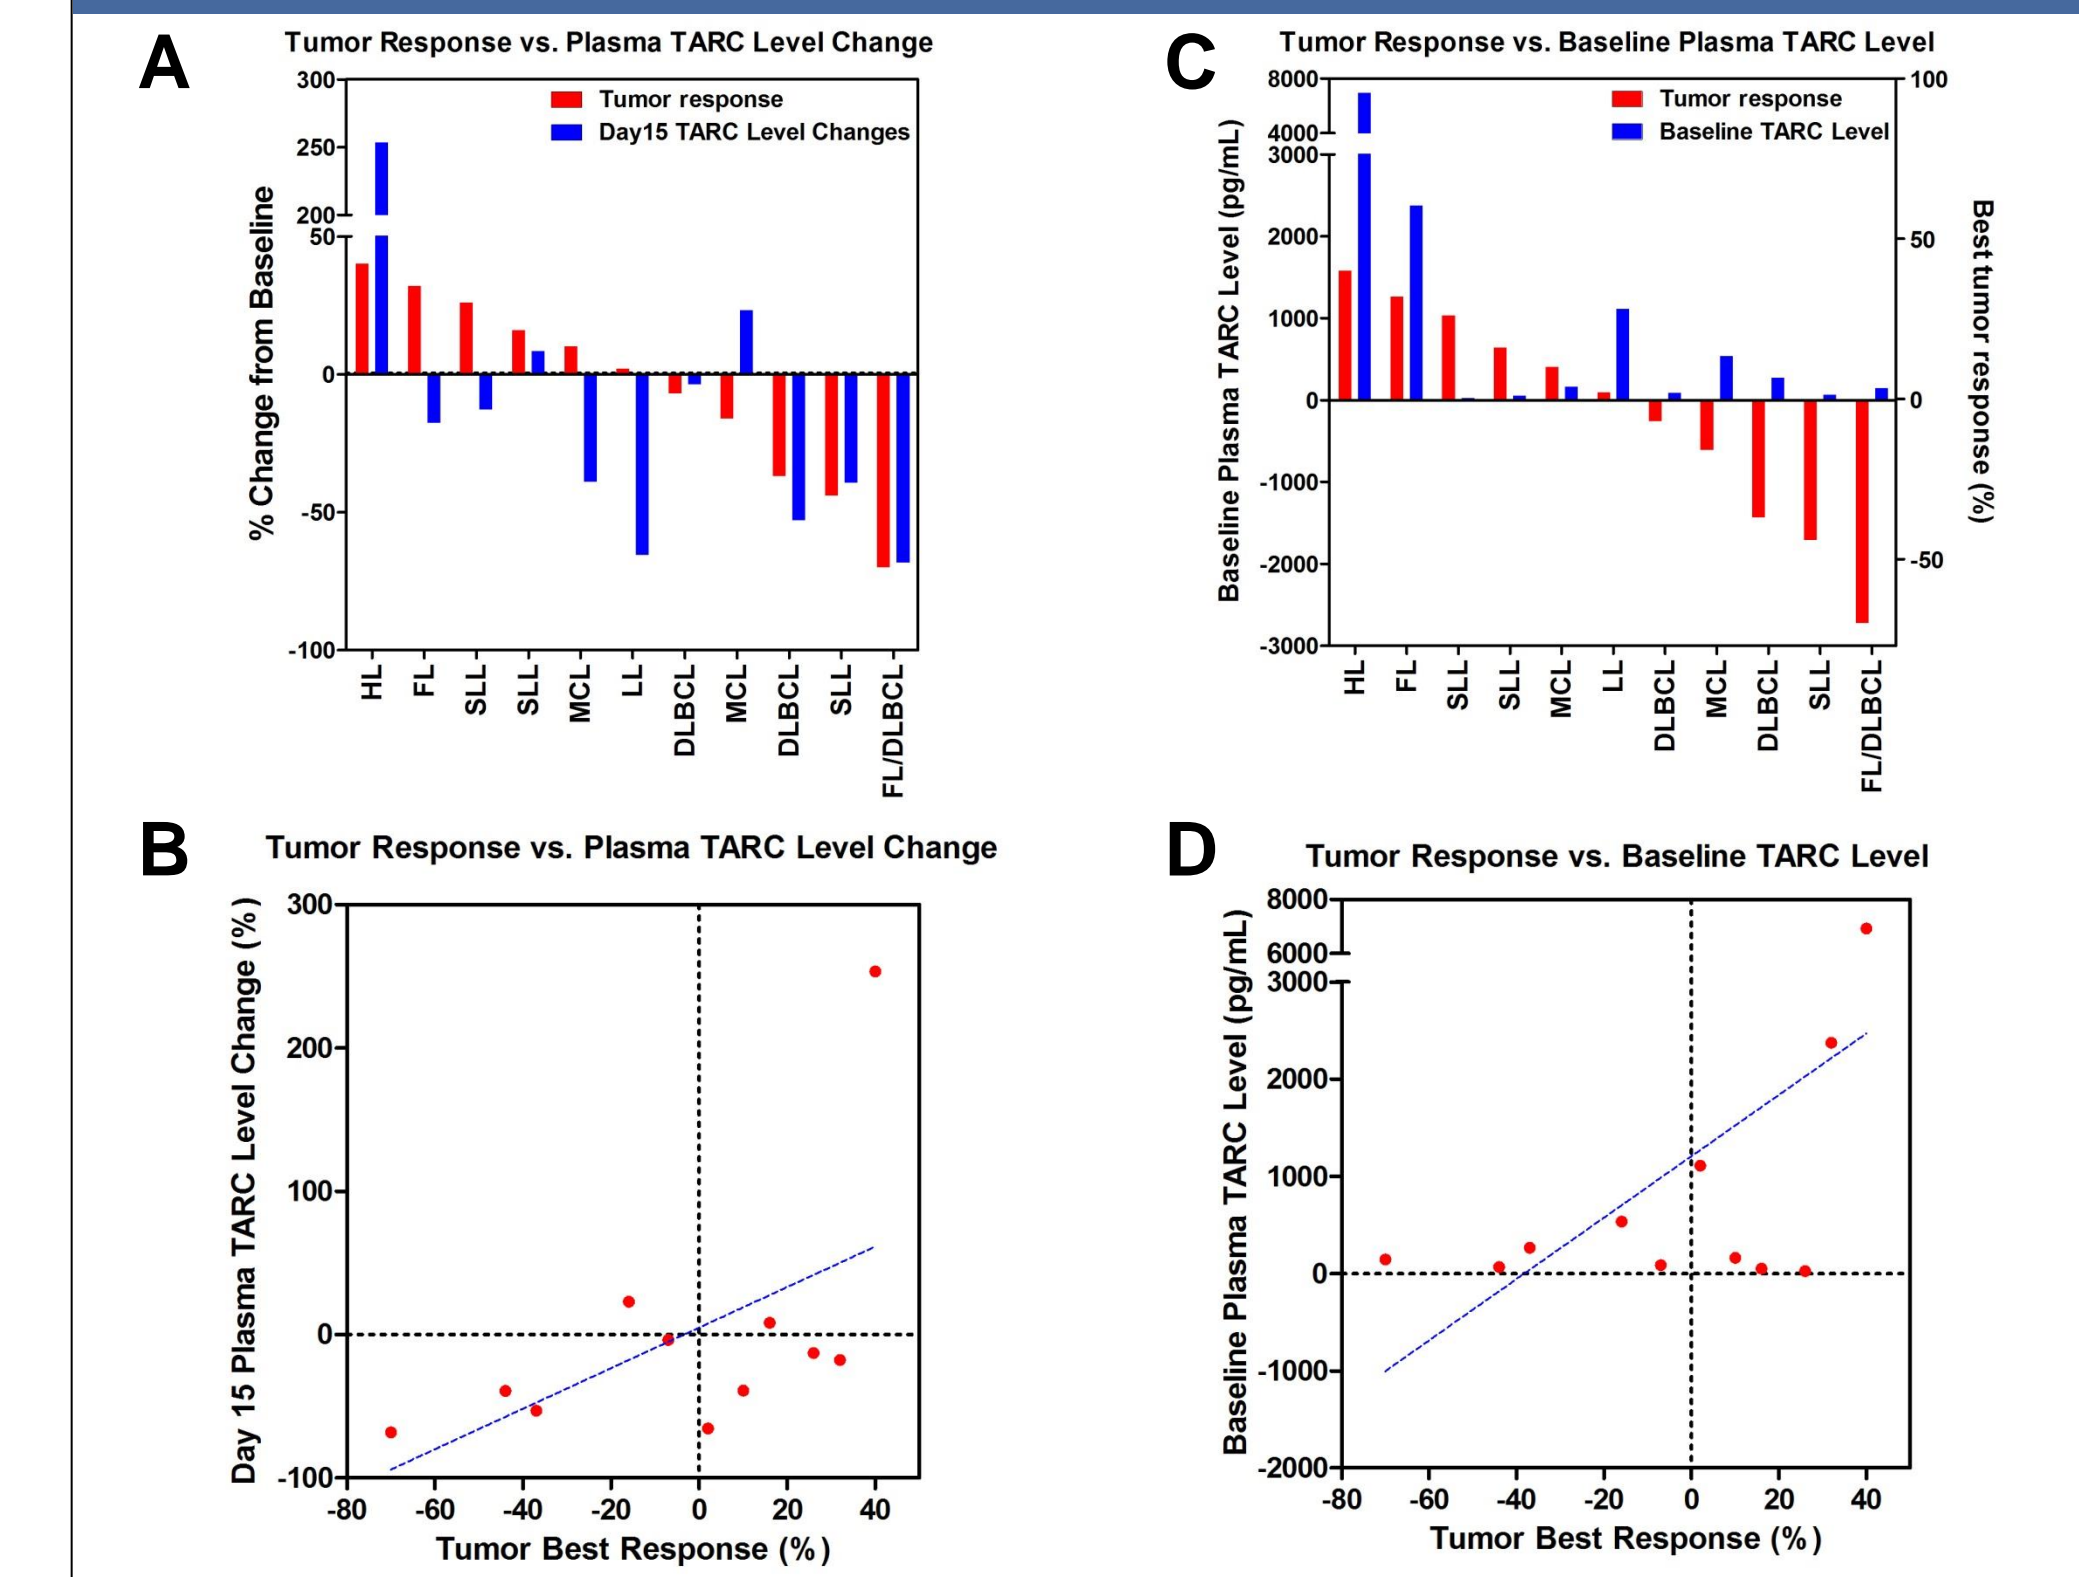 A
Tumor Response vs. Plasma TARC Level Change
300
250
200
50
0
-50
-100
% Change from Baseline
Tumor response
Day15 TARC Level Changes
HL
FL
SLL
SLL
MCL
LL
DLBCL
MCL
DLBCL
SLL
FL/DLBCL
C
Tumor Response vs. Baseline Plasma TARC Level
8000
4000
3000
2000
1000
0
-1000
-2000
-3000
Baseline Plasma TARC Level (pg/mL)
Tumor response
Baseline TARC Level
100
50
0
-50
Best tumor response (%)
HL
FL
SLL
SLL
MCL
LL
DLBCL
MCL
DLBCL
SLL
FL/DLBCL
B
Tumor Response vs. Plasma TARC Level Change
300
200
100
0
-100
Day 15 Plasma TARC Level Change (%)
-80 -60 -40 -20 0 20 40
Tumor Best Response (%)
D
Tumor Response vs. Baseline TARC Level
8000
6000
3000
2000
1000
0
-1000
-2000
Baseline Plasma TARC Level (pg/mL)
-80 -60 -40 -20 0 20 40
Tumor Best Response (%)